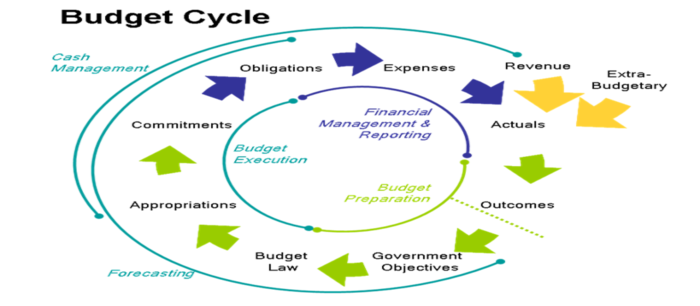 Budget Cycle
Cash
Management
Obligations
Expenses
Revenue
Extra-
Budgetary
Commitments
Financial
Management &
Reporting
Actuals
Budget
Execution
Budget
Preparation
Appropriations
Outcomes
Budget
Law
Government
Objectives
Forecasting